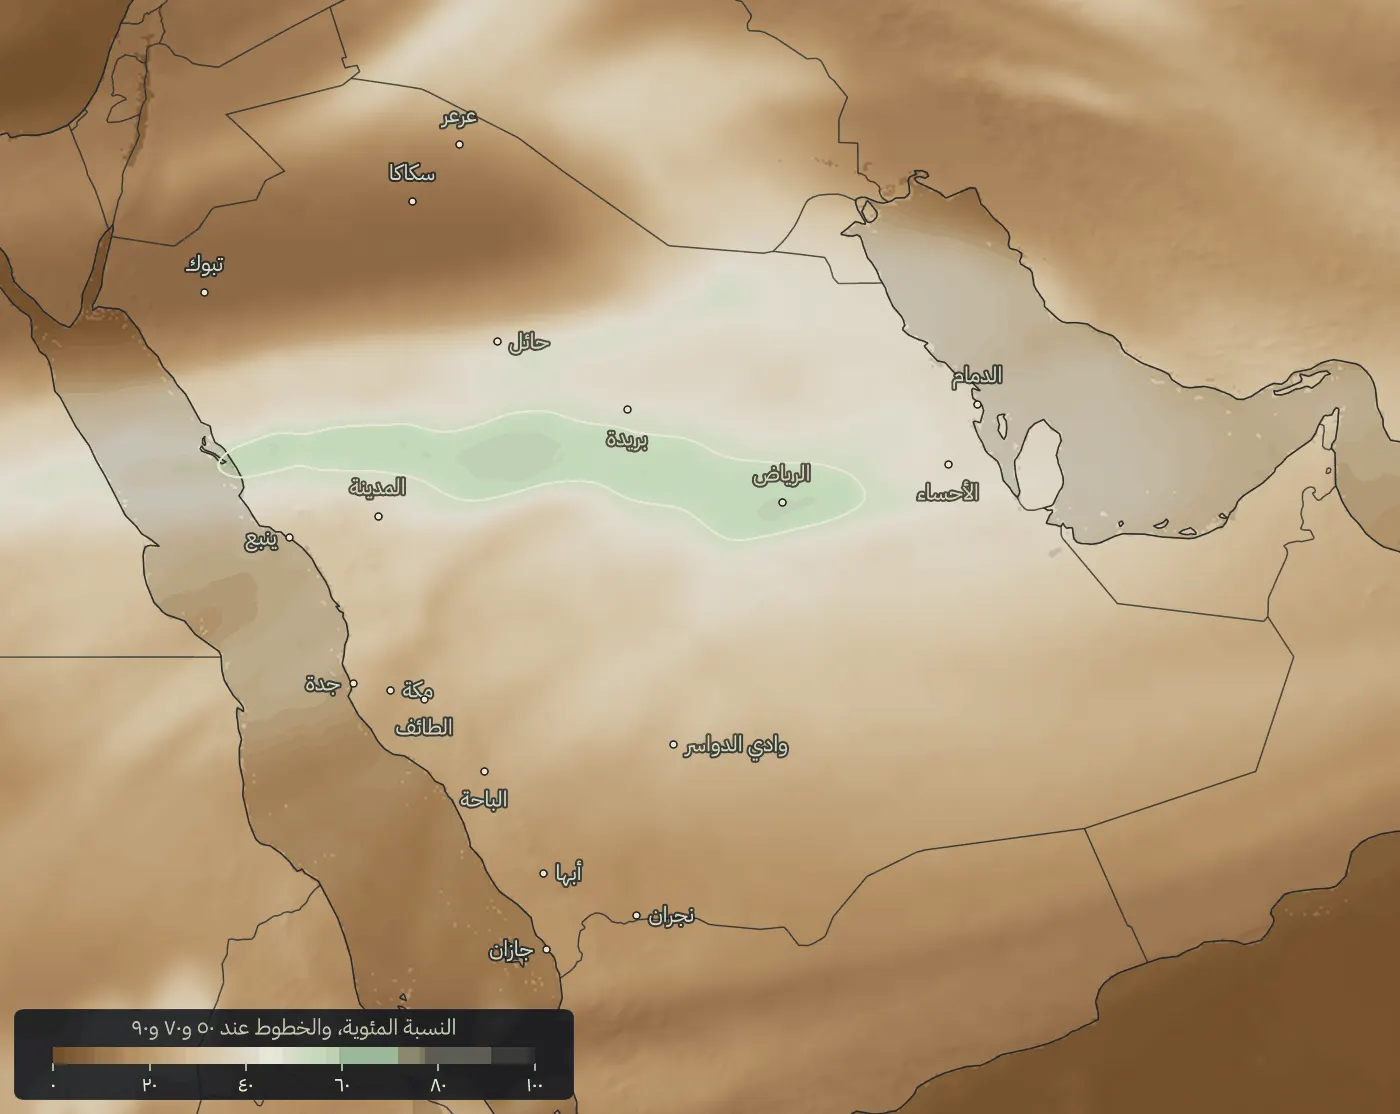 عرعر
سكاكا
تبوك
حائل
الدمام
بريدة
الرياض
المدينة
الأحساء
ينبع
جدة
مكة
الطائف
وادي الدواسر
الباحة
أبها
نجران
جازان
النسبة المئوية، والخطوط عند ٥٠ و٧٠ و٩٠
٠ ٢٠ ٤٠ ٦٠ ٨٠ ١٠٠